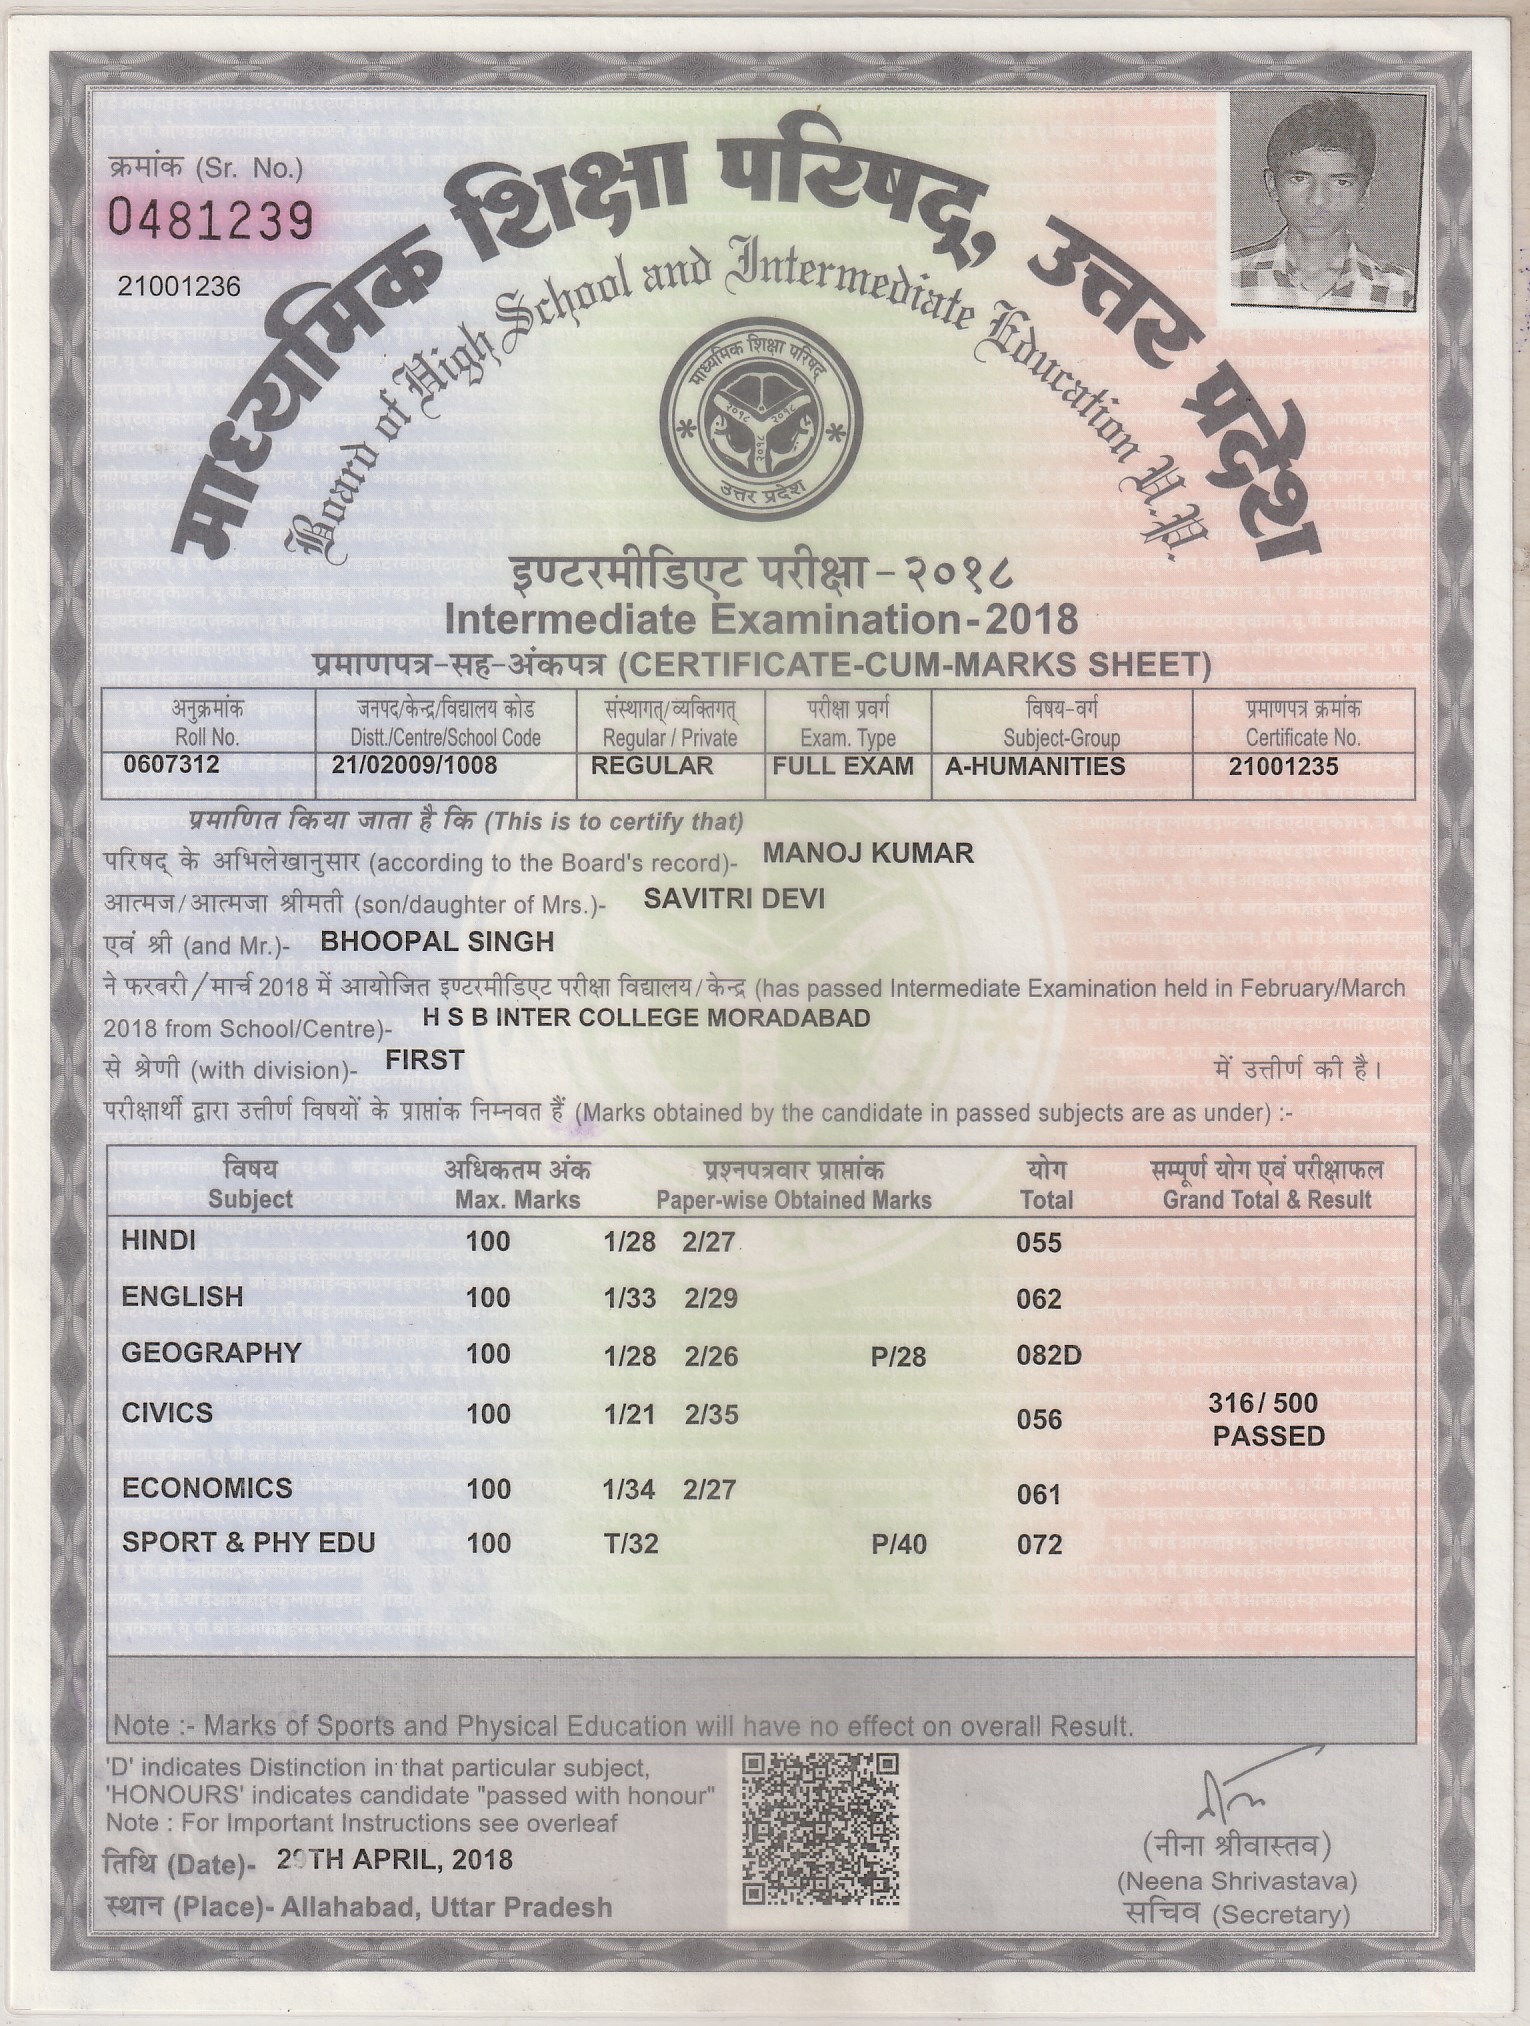 क्रमांक (Sr. No.)
0481239
21001236
माध्यमिक शिक्षा परिषद्, उत्तर प्रदेश
Board of High School and Intermediate Education U.P.
माध्यमिक शिक्षा परिषद्
२०१८ २०१८
२०१८
उत्तर प्रदेश
इण्टरमीडिएट परीक्षा - २०१८
Intermediate Examination - 2018
प्रमाणपत्र-सह-अंकपत्र (CERTIFICATE-CUM-MARKS SHEET)
अनुक्रमांक जनपद/केन्द्र/विद्यालय कोड संस्थागत्/व्यक्तिगत् परीक्षा प्रवर्ग विषय-वर्ग प्रमाणपत्र क्रमांक
Roll No. Distt./Centre/School Code Regular / Private Exam. Type Subject-Group Certificate No.
0607312 21/02009/1008 REGULAR FULL EXAM A-HUMANITIES 21001235
प्रमाणित किया जाता है कि (This is to certify that)
परिषद् के अभिलेखानुसार (according to the Board's record)- MANOJ KUMAR
आत्मज/आत्मजा श्रीमती (son/daughter of Mrs.)- SAVITRI DEVI
एवं श्री (and Mr.)- BHOOPAL SINGH
ने फरवरी/मार्च 2018 में आयोजित इण्टरमीडिएट परीक्षा विद्यालय/केन्द्र (has passed Intermediate Examination held in February/March
2018 from School/Centre)- H S B INTER COLLEGE MORADABAD
से श्रेणी (with division)- FIRST में उत्तीर्ण की है।
परीक्षार्थी द्वारा उत्तीर्ण विषयों के प्राप्तांक निम्नवत हैं (Marks obtained by the candidate in passed subjects are as under) :-
विषय अधिकतम अंक प्रश्नपत्रवार प्राप्तांक योग सम्पूर्ण योग एवं परीक्षाफल
Subject Max. Marks Paper-wise Obtained Marks Total Grand Total & Result
HINDI 100 1/28 2/27 055
ENGLISH 100 1/33 2/29 062
GEOGRAPHY 100 1/28 2/26 P/28 082D
CIVICS 100 1/21 2/35 056 316/ 500
PASSED
ECONOMICS 100 1/34 2/27 061
SPORT & PHY EDU 100 T/32 P/40 072
Note :- Marks of Sports and Physical Education will have no effect on overall Result.
'D' indicates Distinction in that particular subject,
'HONOURS' indicates candidate "passed with honour"
Note : For Important Instructions see overleaf
तिथि (Date)- 29TH APRIL, 2018
स्थान (Place)- Allahabad, Uttar Pradesh
(नीना श्रीवास्तव)
(Neena Shrivastava)
सचिव (Secretary)